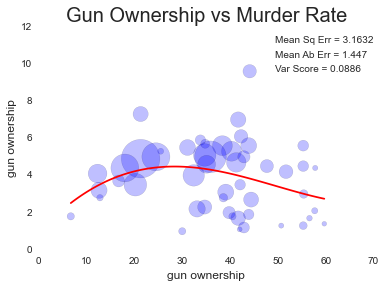 Gun Ownership vs Murder Rate
Mean Sq Err = 3.1632
Mean Ab Err = 1.447
Var Score = 0.0886
gun ownership
12
10
8
6
4
2
0
0 10 20 30 40 50 60 70
gun ownership